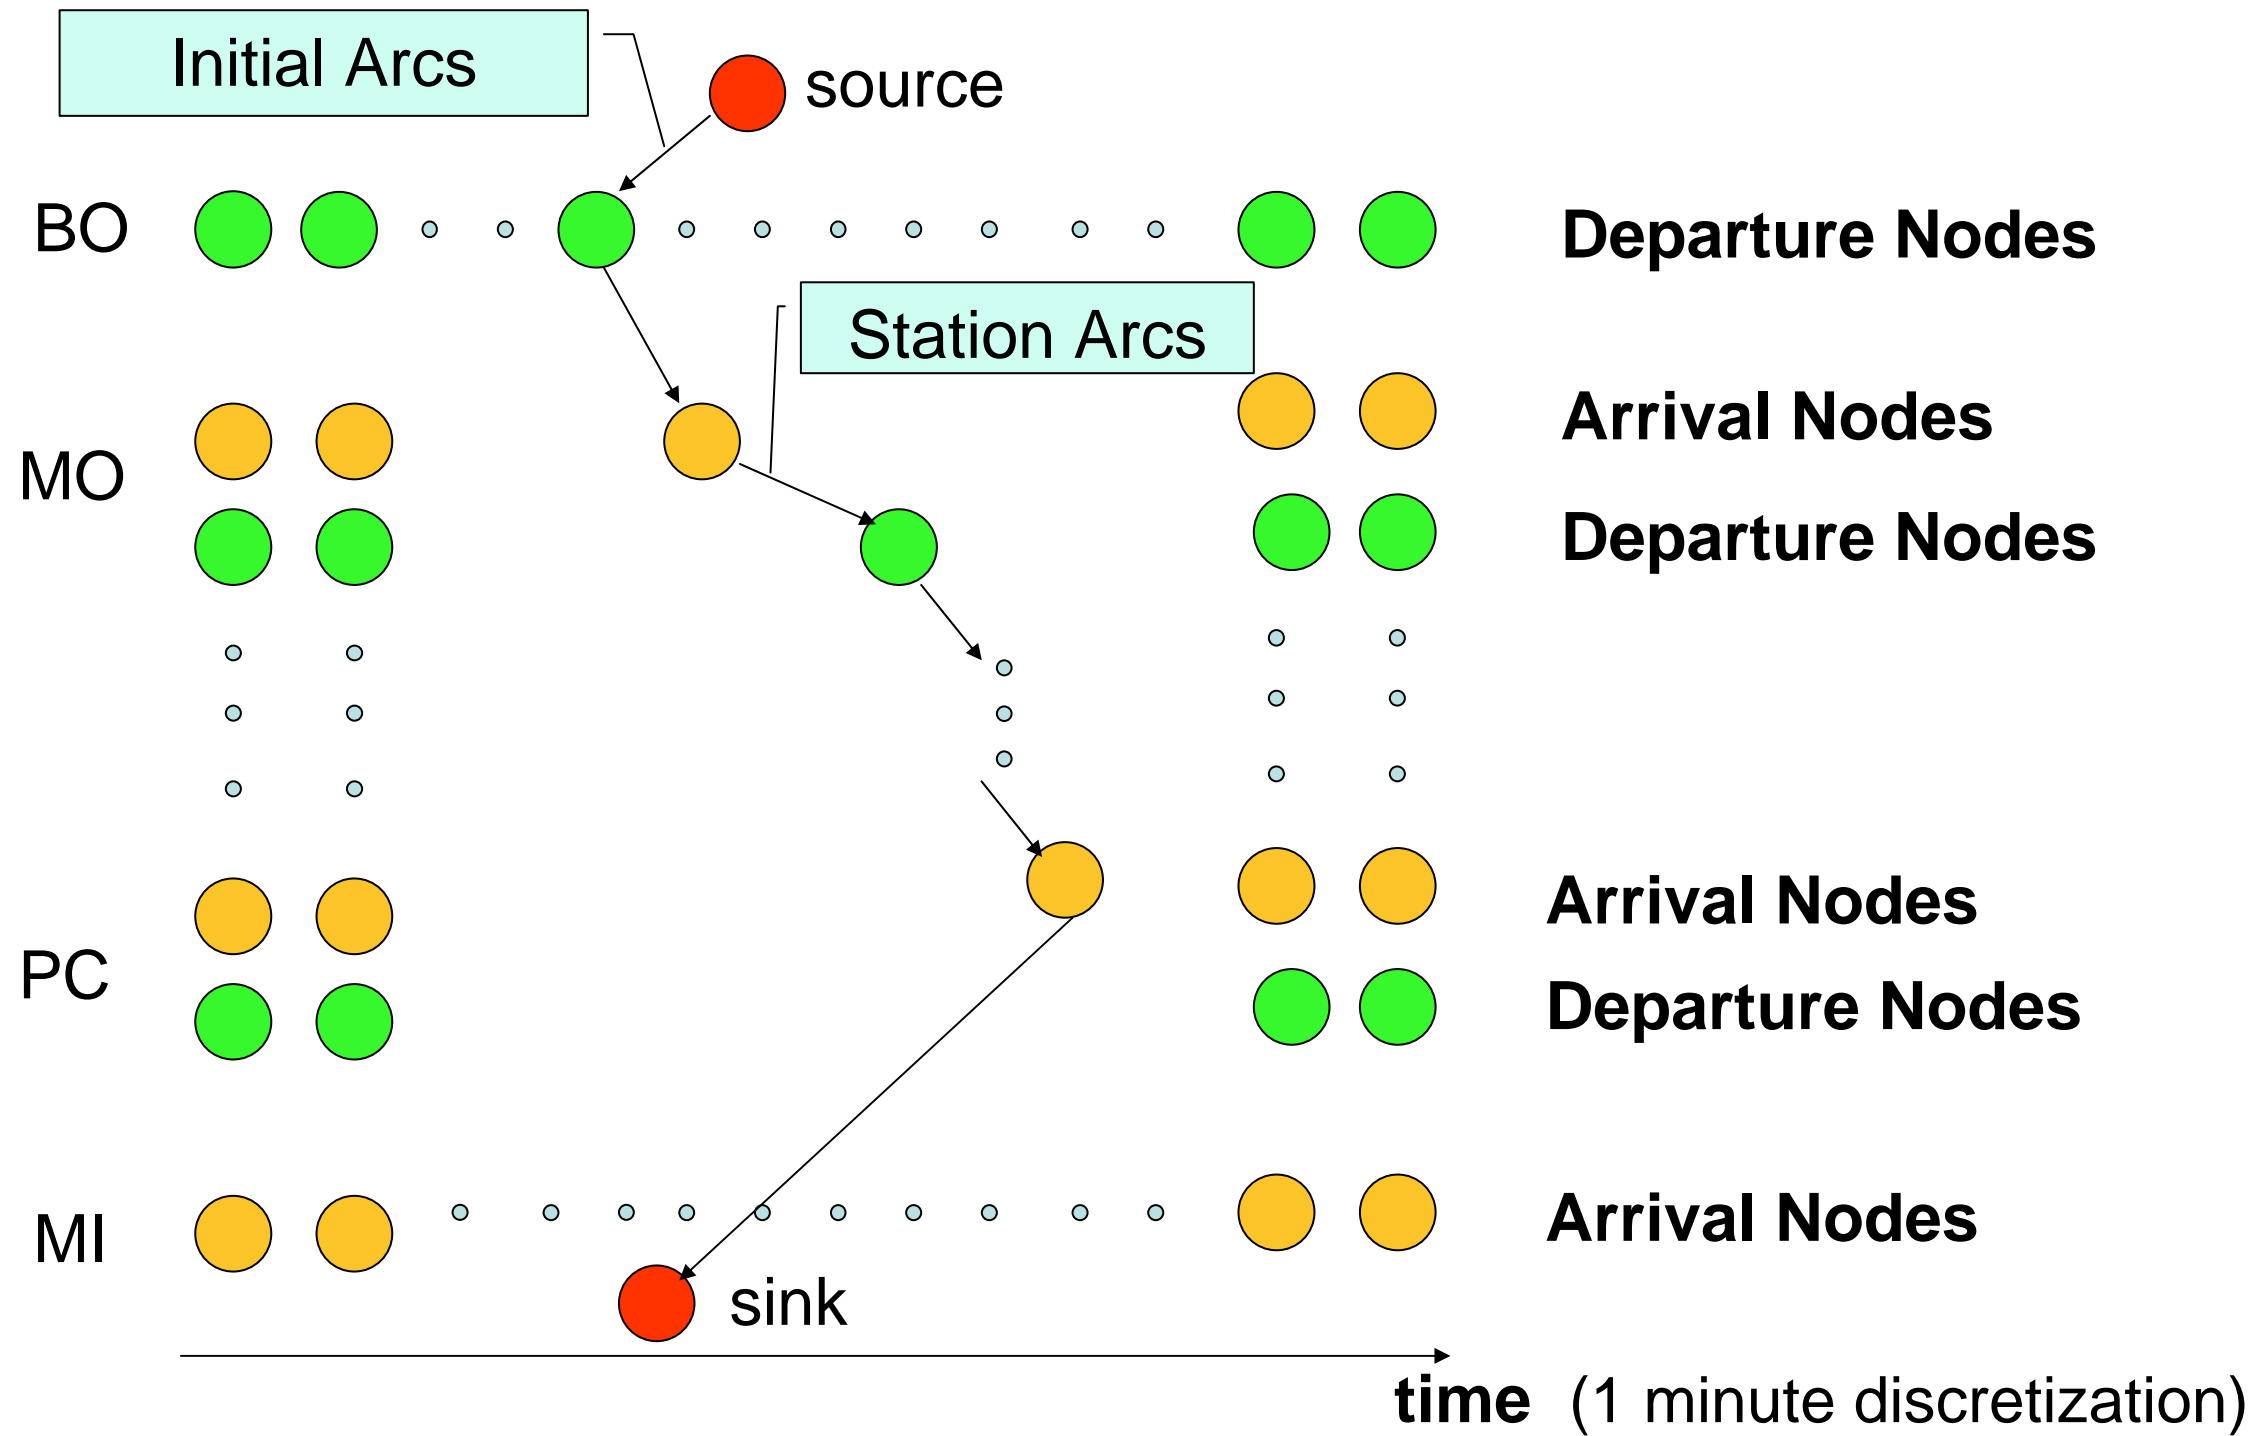 Initial Arcs
source
BO
Departure Nodes
Station Arcs
Arrival Nodes
MO
Departure Nodes
Arrival Nodes
PC
Departure Nodes
MI
Arrival Nodes
sink
time (1 minute discretization)